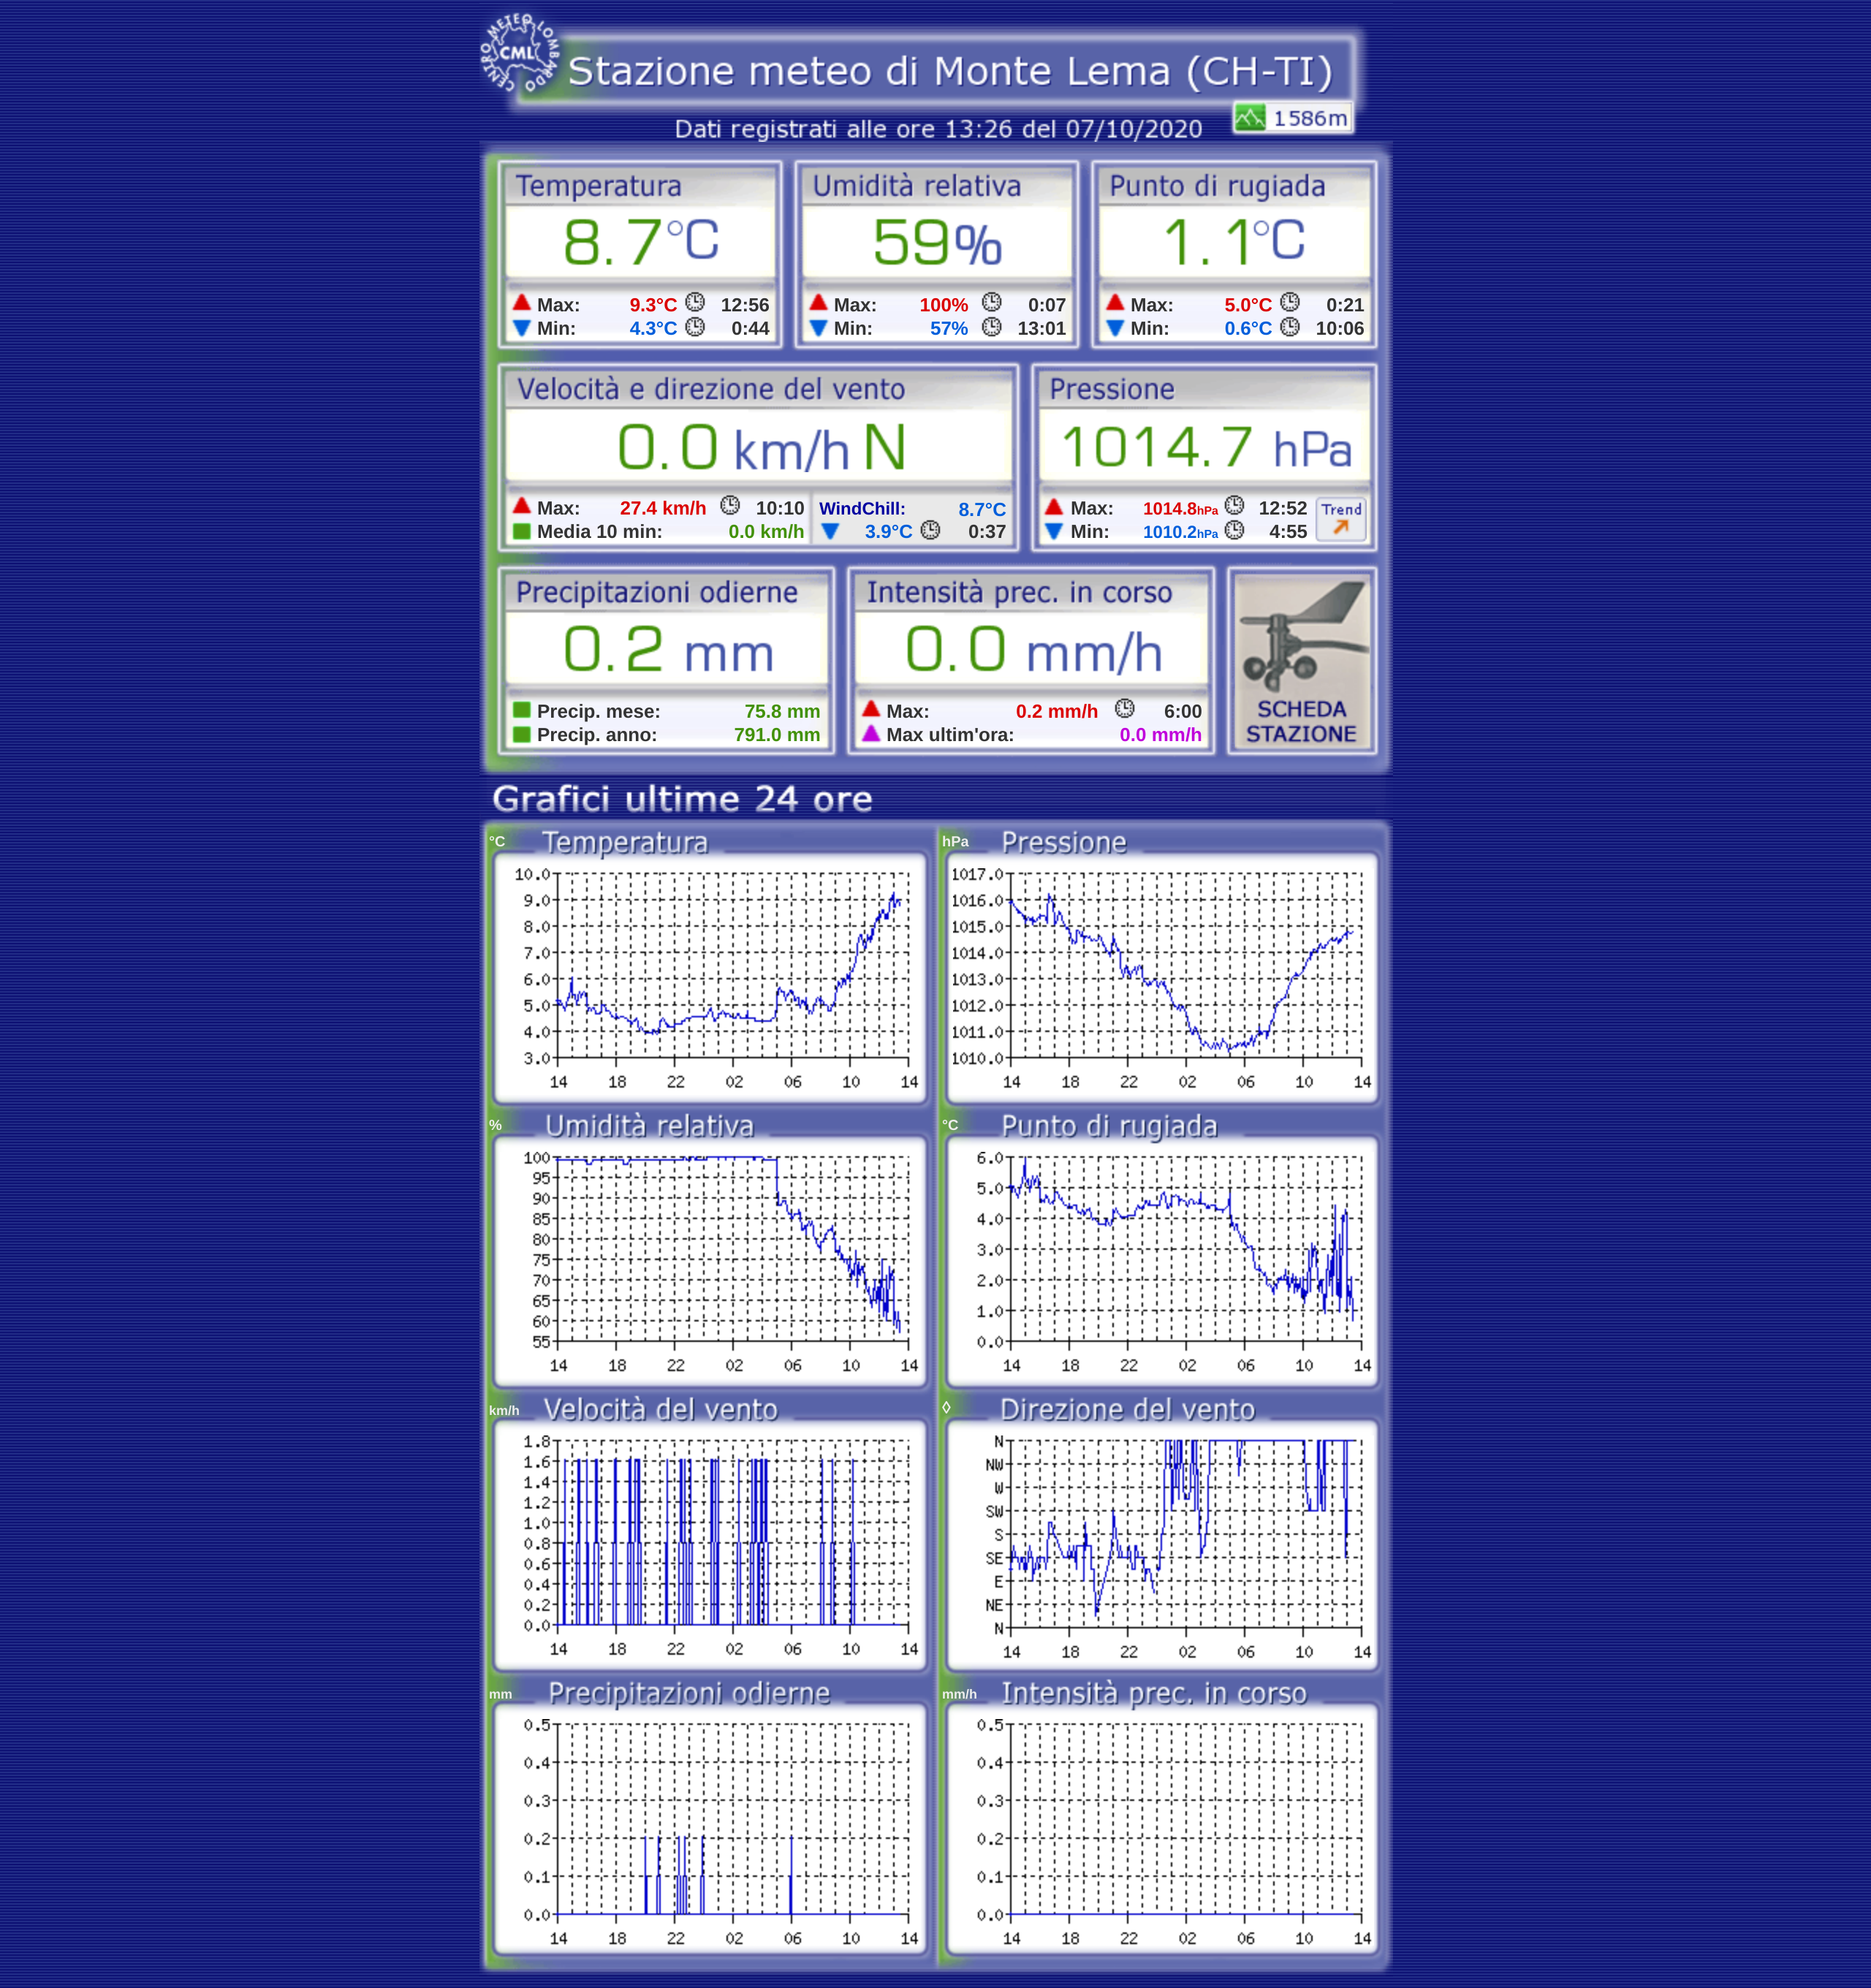 CENTRO METEO LOMBARDO
CML
Stazione meteo di Monte Lema (CH-TI)
1586m
Dati registrati alle ore 13:26 del 07/10/2020
Temperatura
8.7°C
Max: 9.3°C 12:56
Min: 4.3°C 0:44
Umidità relativa
59%
Max: 100% 0:07
Min: 57% 13:01
Punto di rugiada
1.1°C
Max: 5.0°C 0:21
Min: 0.6°C 10:06
Velocità e direzione del vento
0.0 km/h N
Max: 27.4 km/h 10:10
Media 10 min: 0.0 km/h
WindChill: 8.7°C
3.9°C 0:37
Pressione
1014.7 hPa
Max: 1014.8hPa 12:52
Min: 1010.2hPa 4:55
Trend
Precipitazioni odierne
0.2 mm
Precip. mese: 75.8 mm
Precip. anno: 791.0 mm
Intensità prec. in corso
0.0 mm/h
Max: 0.2 mm/h 6:00
Max ultim'ora: 0.0 mm/h
SCHEDA
STAZIONE
Grafici ultime 24 ore
°C Temperatura
10.0
9.0
8.0
7.0
6.0
5.0
4.0
3.0
14 18 22 02 06 10 14
hPa Pressione
1017.0
1016.0
1015.0
1014.0
1013.0
1012.0
1011.0
1010.0
14 18 22 02 06 10 14
% Umidità relativa
100
95
90
85
80
75
70
65
60
55
14 18 22 02 06 10 14
°C Punto di rugiada
6.0
5.0
4.0
3.0
2.0
1.0
0.0
14 18 22 02 06 10 14
km/h Velocità del vento
1.8
1.6
1.4
1.2
1.0
0.8
0.6
0.4
0.2
0.0
14 18 22 02 06 10 14
◊ Direzione del vento
N
NW
W
SW
S
SE
E
NE
N
14 18 22 02 06 10 14
mm Precipitazioni odierne
0.5
0.4
0.3
0.2
0.1
0.0
14 18 22 02 06 10 14
mm/h Intensità prec. in corso
0.5
0.4
0.3
0.2
0.1
0.0
14 18 22 02 06 10 14